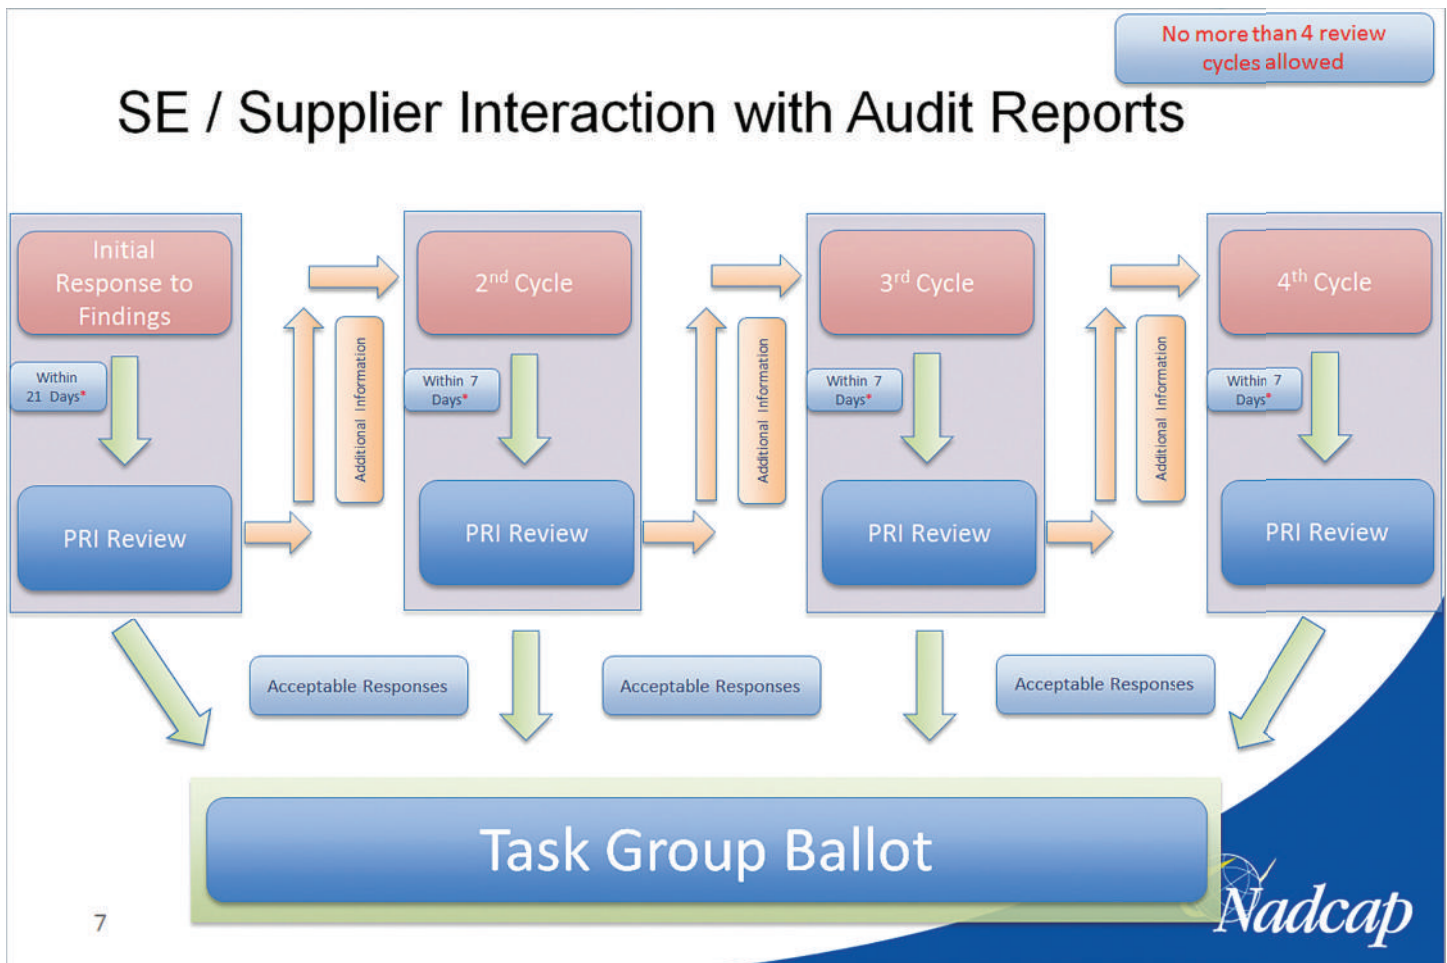 No more than 4 review
cycles allowed
SE / Supplier Interaction with Audit Reports
Initial
Response to
Findings
Within
21 Days*
PRI Review
Additional Information
2nd Cycle
Within 7
Days*
PRI Review
Additional Information
3rd Cycle
Within 7
Days*
PRI Review
Additional Information
4th Cycle
Within 7
Days*
PRI Review
Acceptable Responses
Acceptable Responses
Acceptable Responses
Task Group Ballot
7
Nadcap